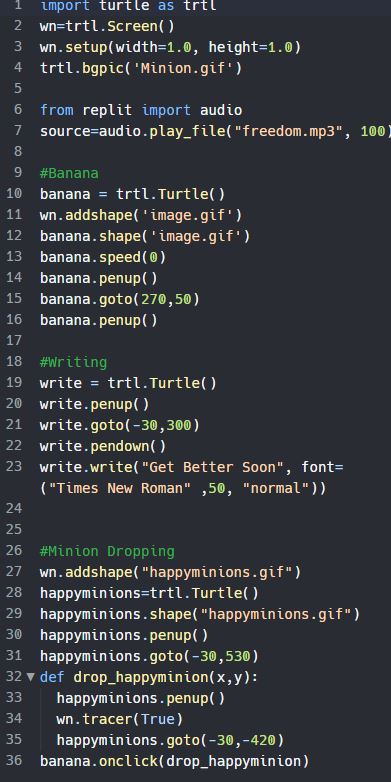 1 import turtle as trtl
2 wn=trtl.Screen()
3 wn.setup(width=1.0, height=1.0)
4 trtl.bgpic('Minion.gif')
5
6 from replit import audio
7 source=audio.play_file("freedom.mp3", 100)
8
9 #Banana
10 banana = trtl.Turtle()
11 wn.addshape('image.gif')
12 banana.shape('image.gif')
13 banana.speed(0)
14 banana.penup()
15 banana.goto(270,50)
16 banana.penup()
17
18 #Writing
19 write = trtl.Turtle()
20 write.penup()
21 write.goto(-30,300)
22 write.pendown()
23 write.write("Get Better Soon", font=
("Times New Roman" ,50, "normal"))
24
25
26 #Minion Dropping
27 wn.addshape("happyminions.gif")
28 happyminions=trtl.Turtle()
29 happyminions.shape("happyminions.gif")
30 happyminions.penup()
31 happyminions.goto(-30,530)
32 def drop_happyminion(x,y):
33   happyminions.penup()
34   wn.tracer(True)
35   happyminions.goto(-30,-420)
36 banana.onclick(drop_happyminion)